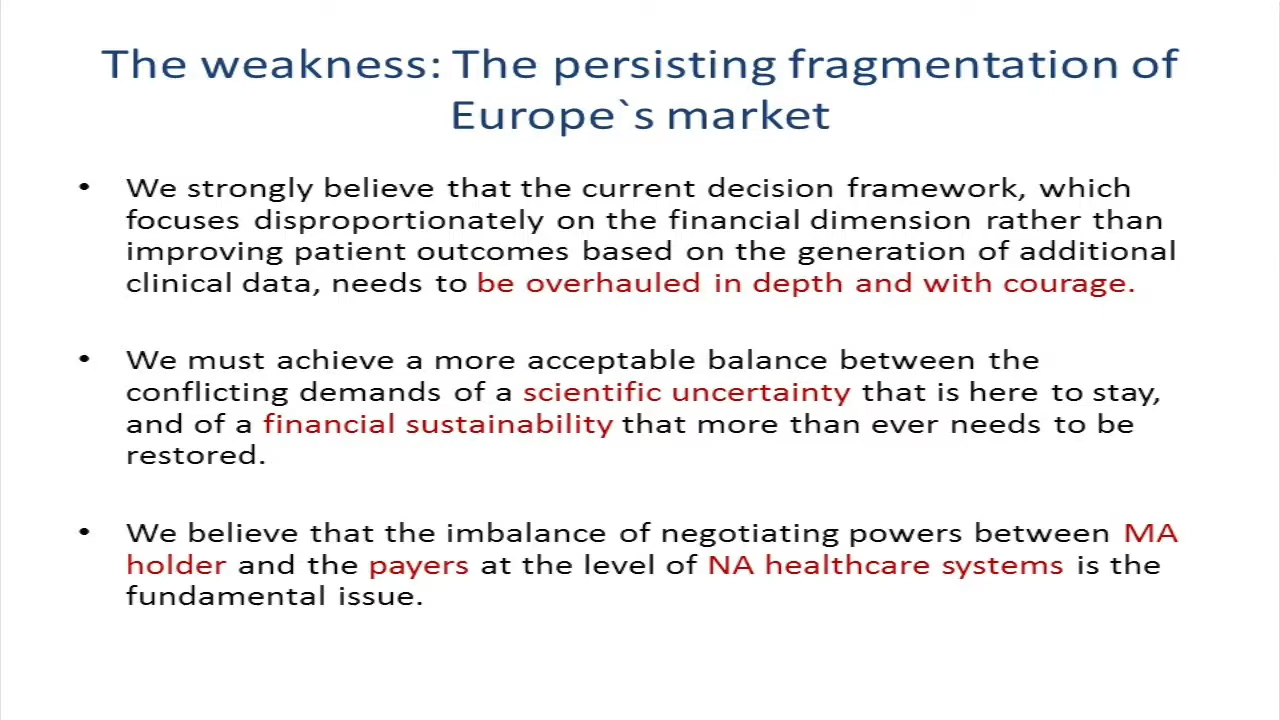 The weakness: The persisting fragmentation of
Europe`s market
• We strongly believe that the current decision framework, which
focuses disproportionately on the financial dimension rather than
improving patient outcomes based on the generation of additional
clinical data, needs to be overhauled in depth and with courage.
• We must achieve a more acceptable balance between the
conflicting demands of a scientific uncertainty that is here to stay,
and of a financial sustainability that more than ever needs to be
restored.
• We believe that the imbalance of negotiating powers between MA
holder and the payers at the level of NA healthcare systems is the
fundamental issue.